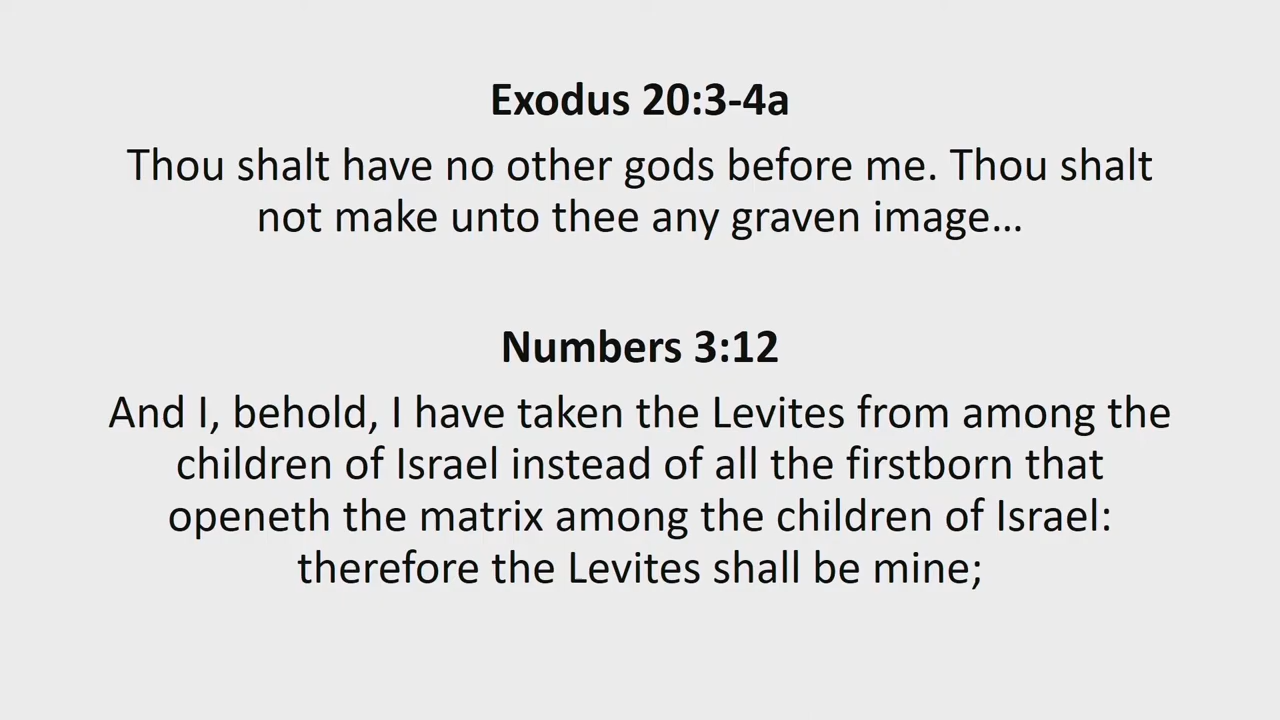 Exodus 20:3-4a
Thou shalt have no other gods before me. Thou shalt
not make unto thee any graven image...
Numbers 3:12
And I, behold, I have taken the Levites from among the
children of Israel instead of all the firstborn that
openeth the matrix among the children of Israel:
therefore the Levites shall be mine;